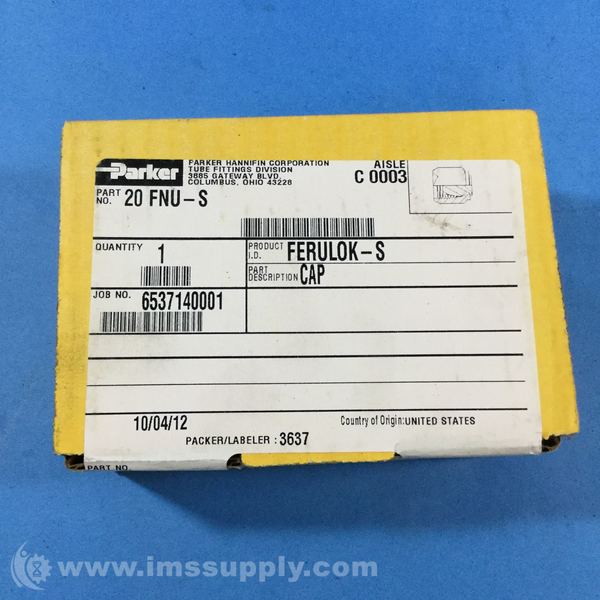 Parker
PARKER HANNIFIN CORPORATION
TUBE FITTINGS DIVISION
3885 GATEWAY BLVD.
COLUMBUS, OHIO 43228
AISLE
C 0003
PART NO. 20 FNU-S
QUANTITY 1
PRODUCT I.D. FERULOK-S
PART DESCRIPTION CAP
JOB NO. 6537140001
10/04/12
Country of Origin:UNITED STATES
PACKER/LABELER : 3637
PART NO.
www.imssupply.com